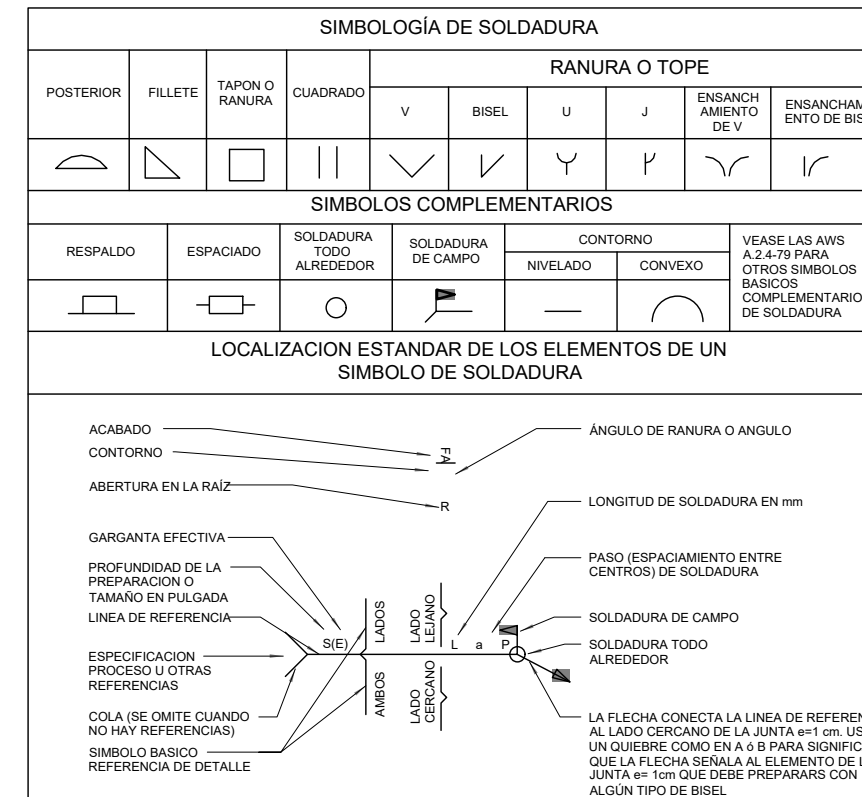 SIMBOLOGÍA DE SOLDADURA
RANURA O TOPE
POSTERIOR
FILLETE
TAPON O
RANURA
CUADRADO
V
BISEL
U
J
ENSANCH
AMIENTO
DE V
ENSANCHAM
ENTO DE BIS
SIMBOLOS COMPLEMENTARIOS
RESPALDO
ESPACIADO
SOLDADURA
TODO
ALREDEDOR
SOLDADURA
DE CAMPO
CONTORNO
NIVELADO
CONVEXO
VEASE LAS AWS
A.2.4-79 PARA
OTROS SIMBOLOS
BASICOS
COMPLEMENTARIO
DE SOLDADURA
LOCALIZACION ESTANDAR DE LOS ELEMENTOS DE UN
SIMBOLO DE SOLDADURA
ACABADO
CONTORNO
ABERTURA EN LA RAÍZ
GARGANTA EFECTIVA
PROFUNDIDAD DE LA
PREPARACION O
TAMAÑO EN PULGADA
LINEA DE REFERENCIA
ESPECIFICACION
PROCESO U OTRAS
REFERENCIAS
COLA (SE OMITE CUANDO
NO HAY REFERENCIAS)
SIMBOLO BASICO
REFERENCIA DE DETALLE
FA
R
S(E)
AMBOS LADOS
LADO
LEJANO
LADO
CERCANO
L a P
ÁNGULO DE RANURA O ANGULO
LONGITUD DE SOLDADURA EN mm
PASO (ESPACIAMIENTO ENTRE
CENTROS) DE SOLDADURA
SOLDADURA DE CAMPO
SOLDADURA TODO
ALREDEDOR
LA FLECHA CONECTA LA LINEA DE REFEREN
AL LADO CERCANO DE LA JUNTA e=1 cm. US
UN QUIEBRE COMO EN A ó B PARA SIGNIFIC
QUE LA FLECHA SEÑALA AL ELEMENTO DE L
JUNTA e= 1cm QUE DEBE PREPARARS CON
ALGÚN TIPO DE BISEL